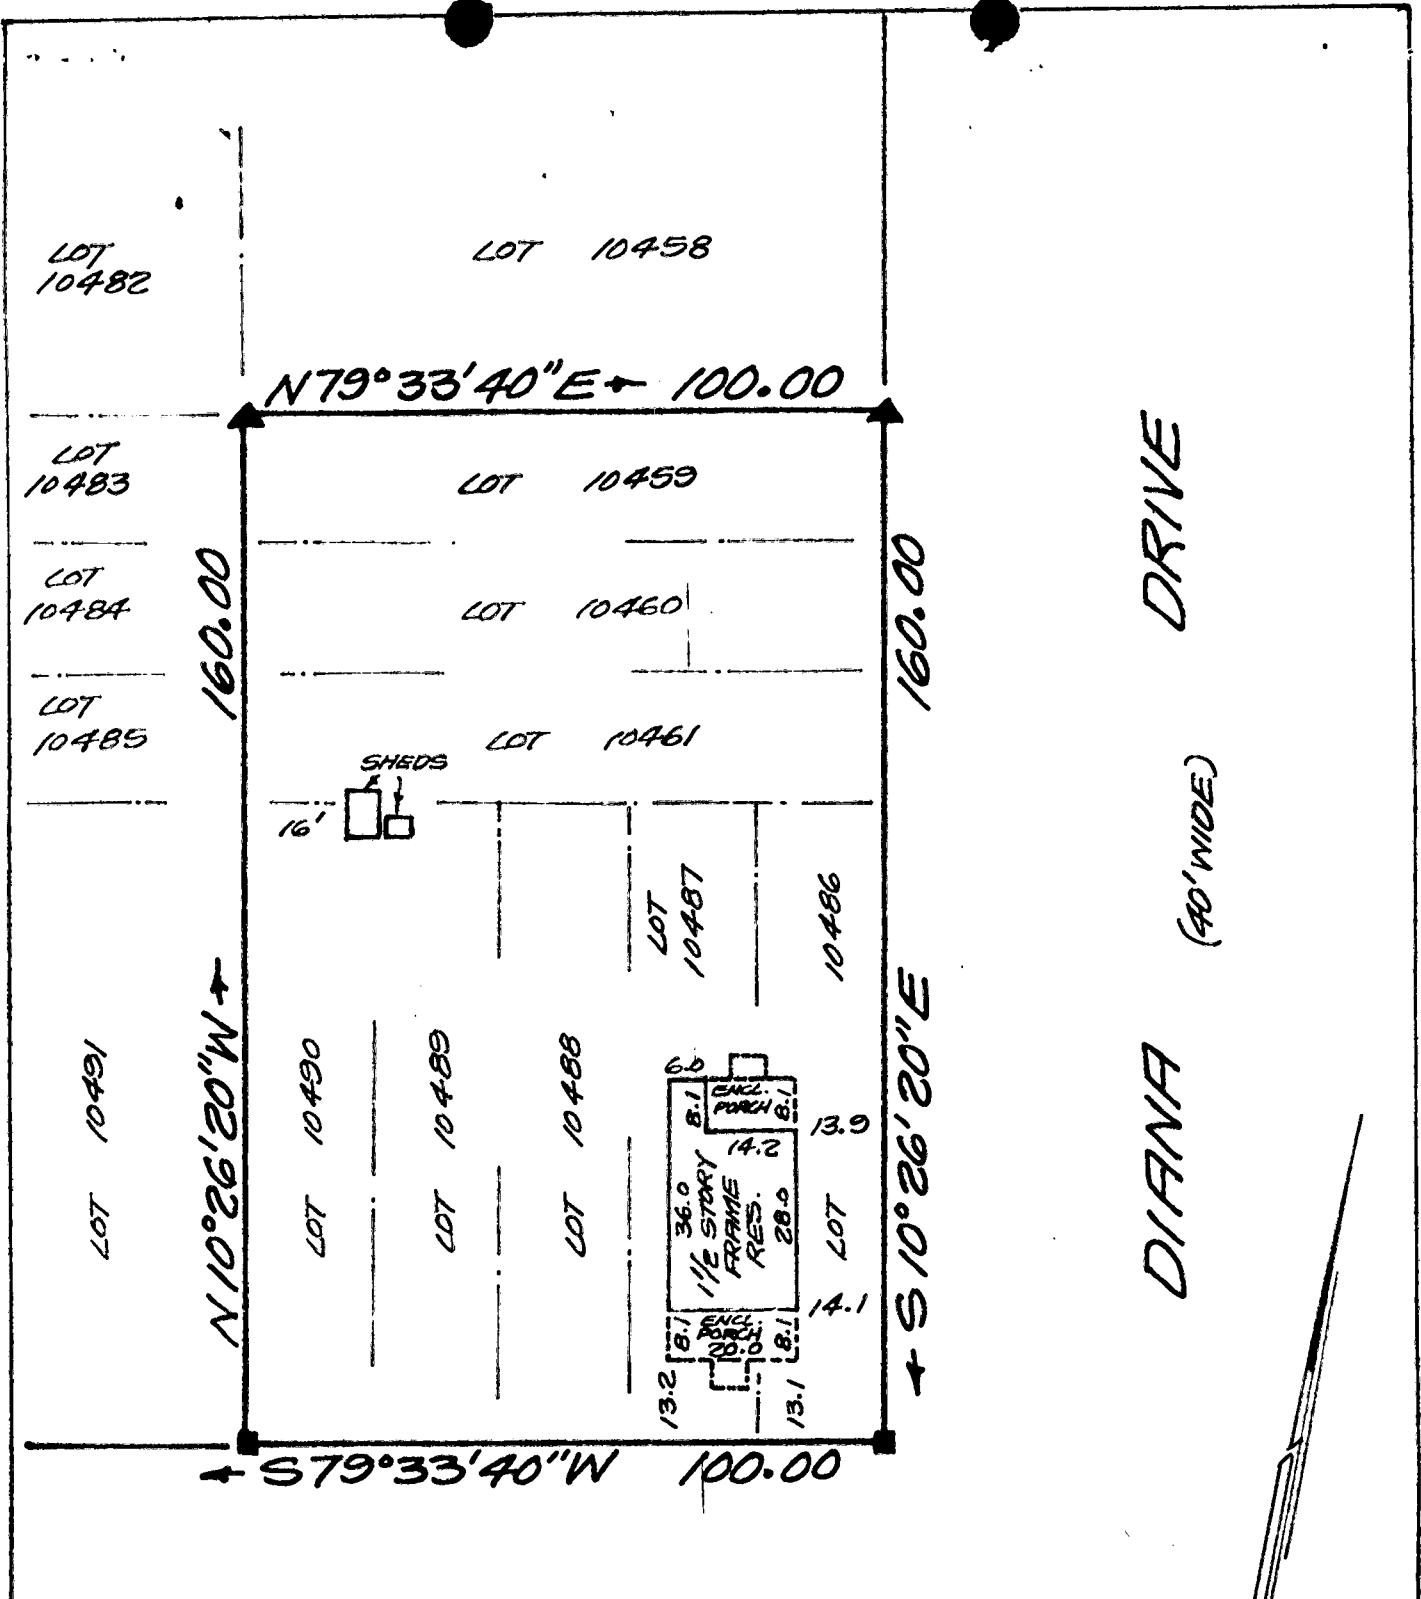 LOT
10482
LOT 10458
N79°33'40"E 100.00
LOT
10483
LOT 10459
LOT
10484
LOT 10460
LOT
10485
LOT 10461
160.00
160.00
DIANA (40' WIDE) DRIVE
SHEDS
16'
LOT
10487
LOT 10486
LOT 10491
N10°26'20"W
LOT 10490
LOT 10489
LOT 10488
S10°26'20"E
6.0
ENCL.
PORCH
8.1
8.1
13.9
14.2
36.0
1 1/2 STORY
FRAME
RES.
28.0
14.1
8.1
ENCL.
PORCH
20.0
8.1
13.2
13.1
S79°33'40"W 100.00